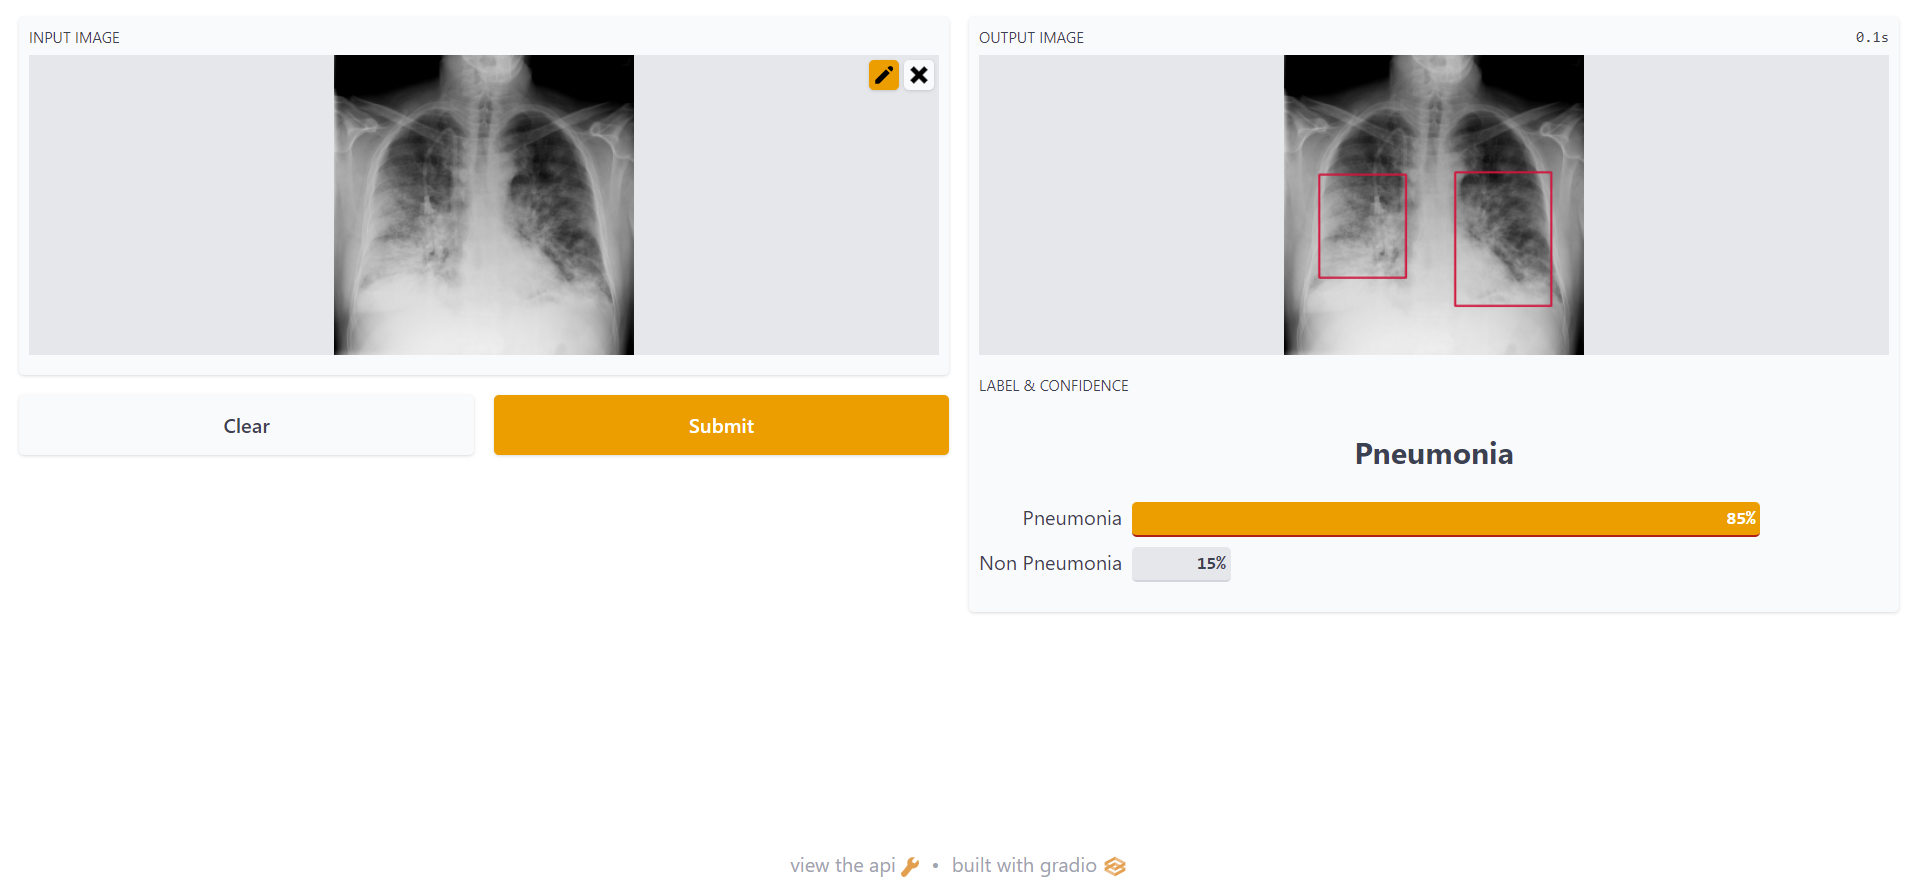 INPUT IMAGE
Clear
Submit
OUTPUT IMAGE
0.1s
LABEL & CONFIDENCE
Pneumonia
Pneumonia 85%
Non Pneumonia 15%
view the api • built with gradio